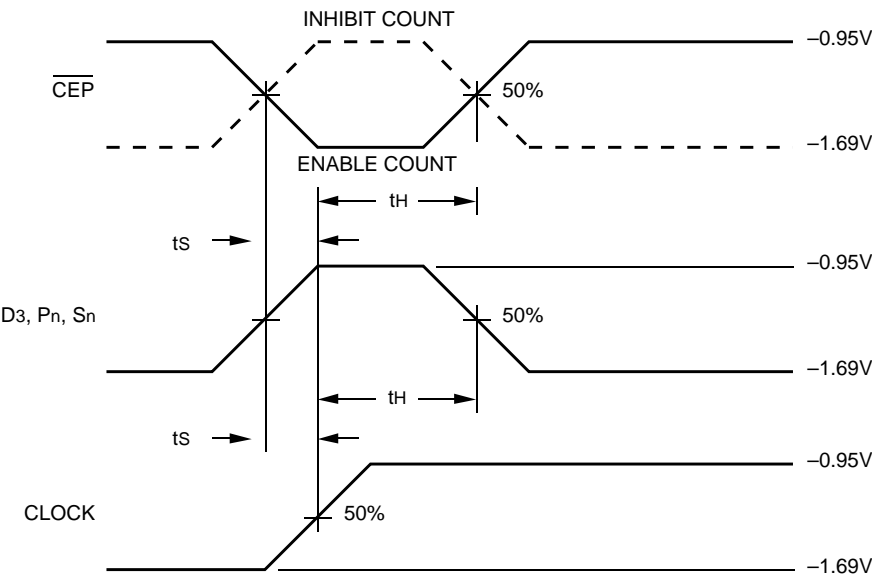 INHIBIT COUNT
–0.95V
CEP
50%
–1.69V
ENABLE COUNT
tH
tS
–0.95V
D3, Pn, Sn
50%
–1.69V
tH
tS
–0.95V
CLOCK
50%
–1.69V